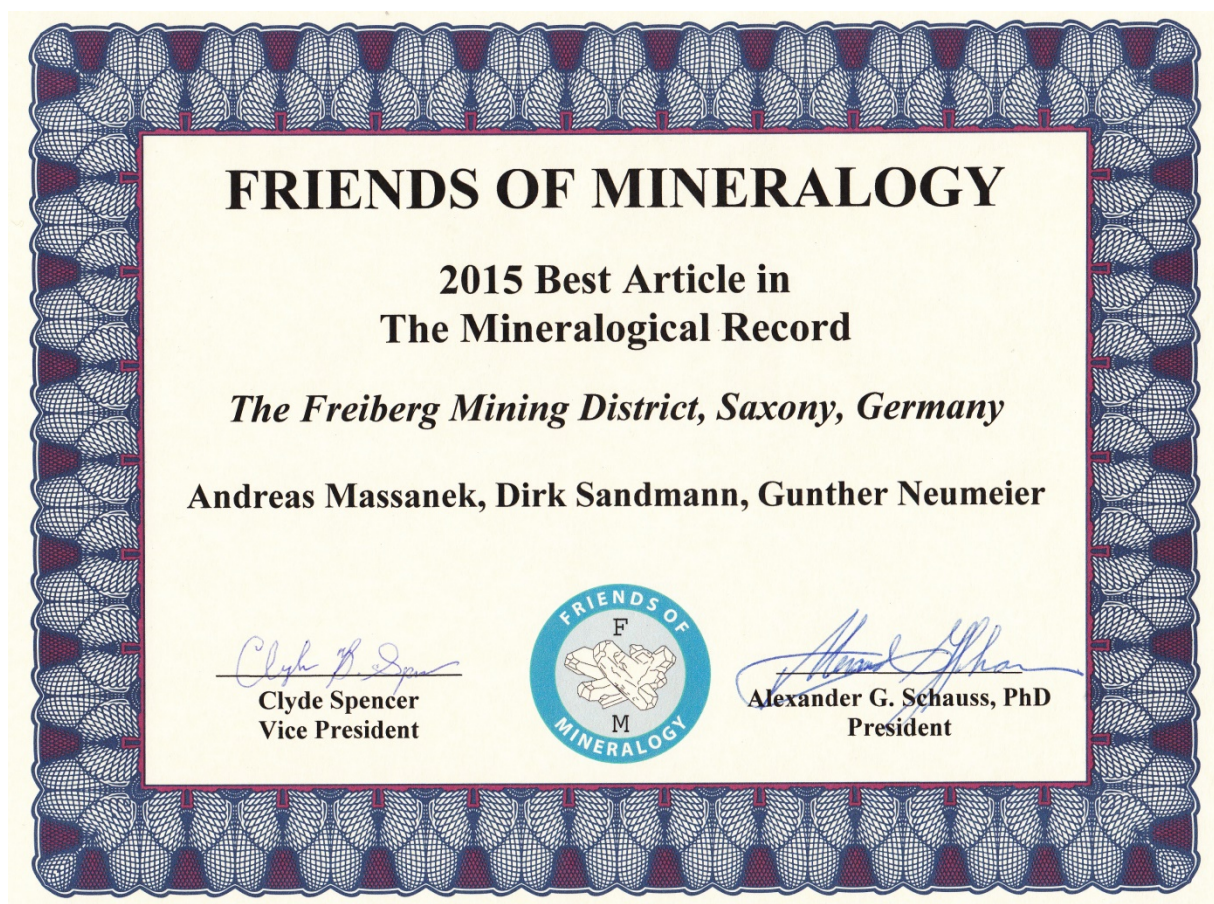 FRIENDS OF MINERALOGY
2015 Best Article in
The Mineralogical Record
The Freiberg Mining District, Saxony, Germany
Andreas Massanek, Dirk Sandmann, Gunther Neumeier
FRIENDS OF
F
M
MINERALOGY
Clyde Spencer
Vice President
Alexander G. Schauss, PhD
President